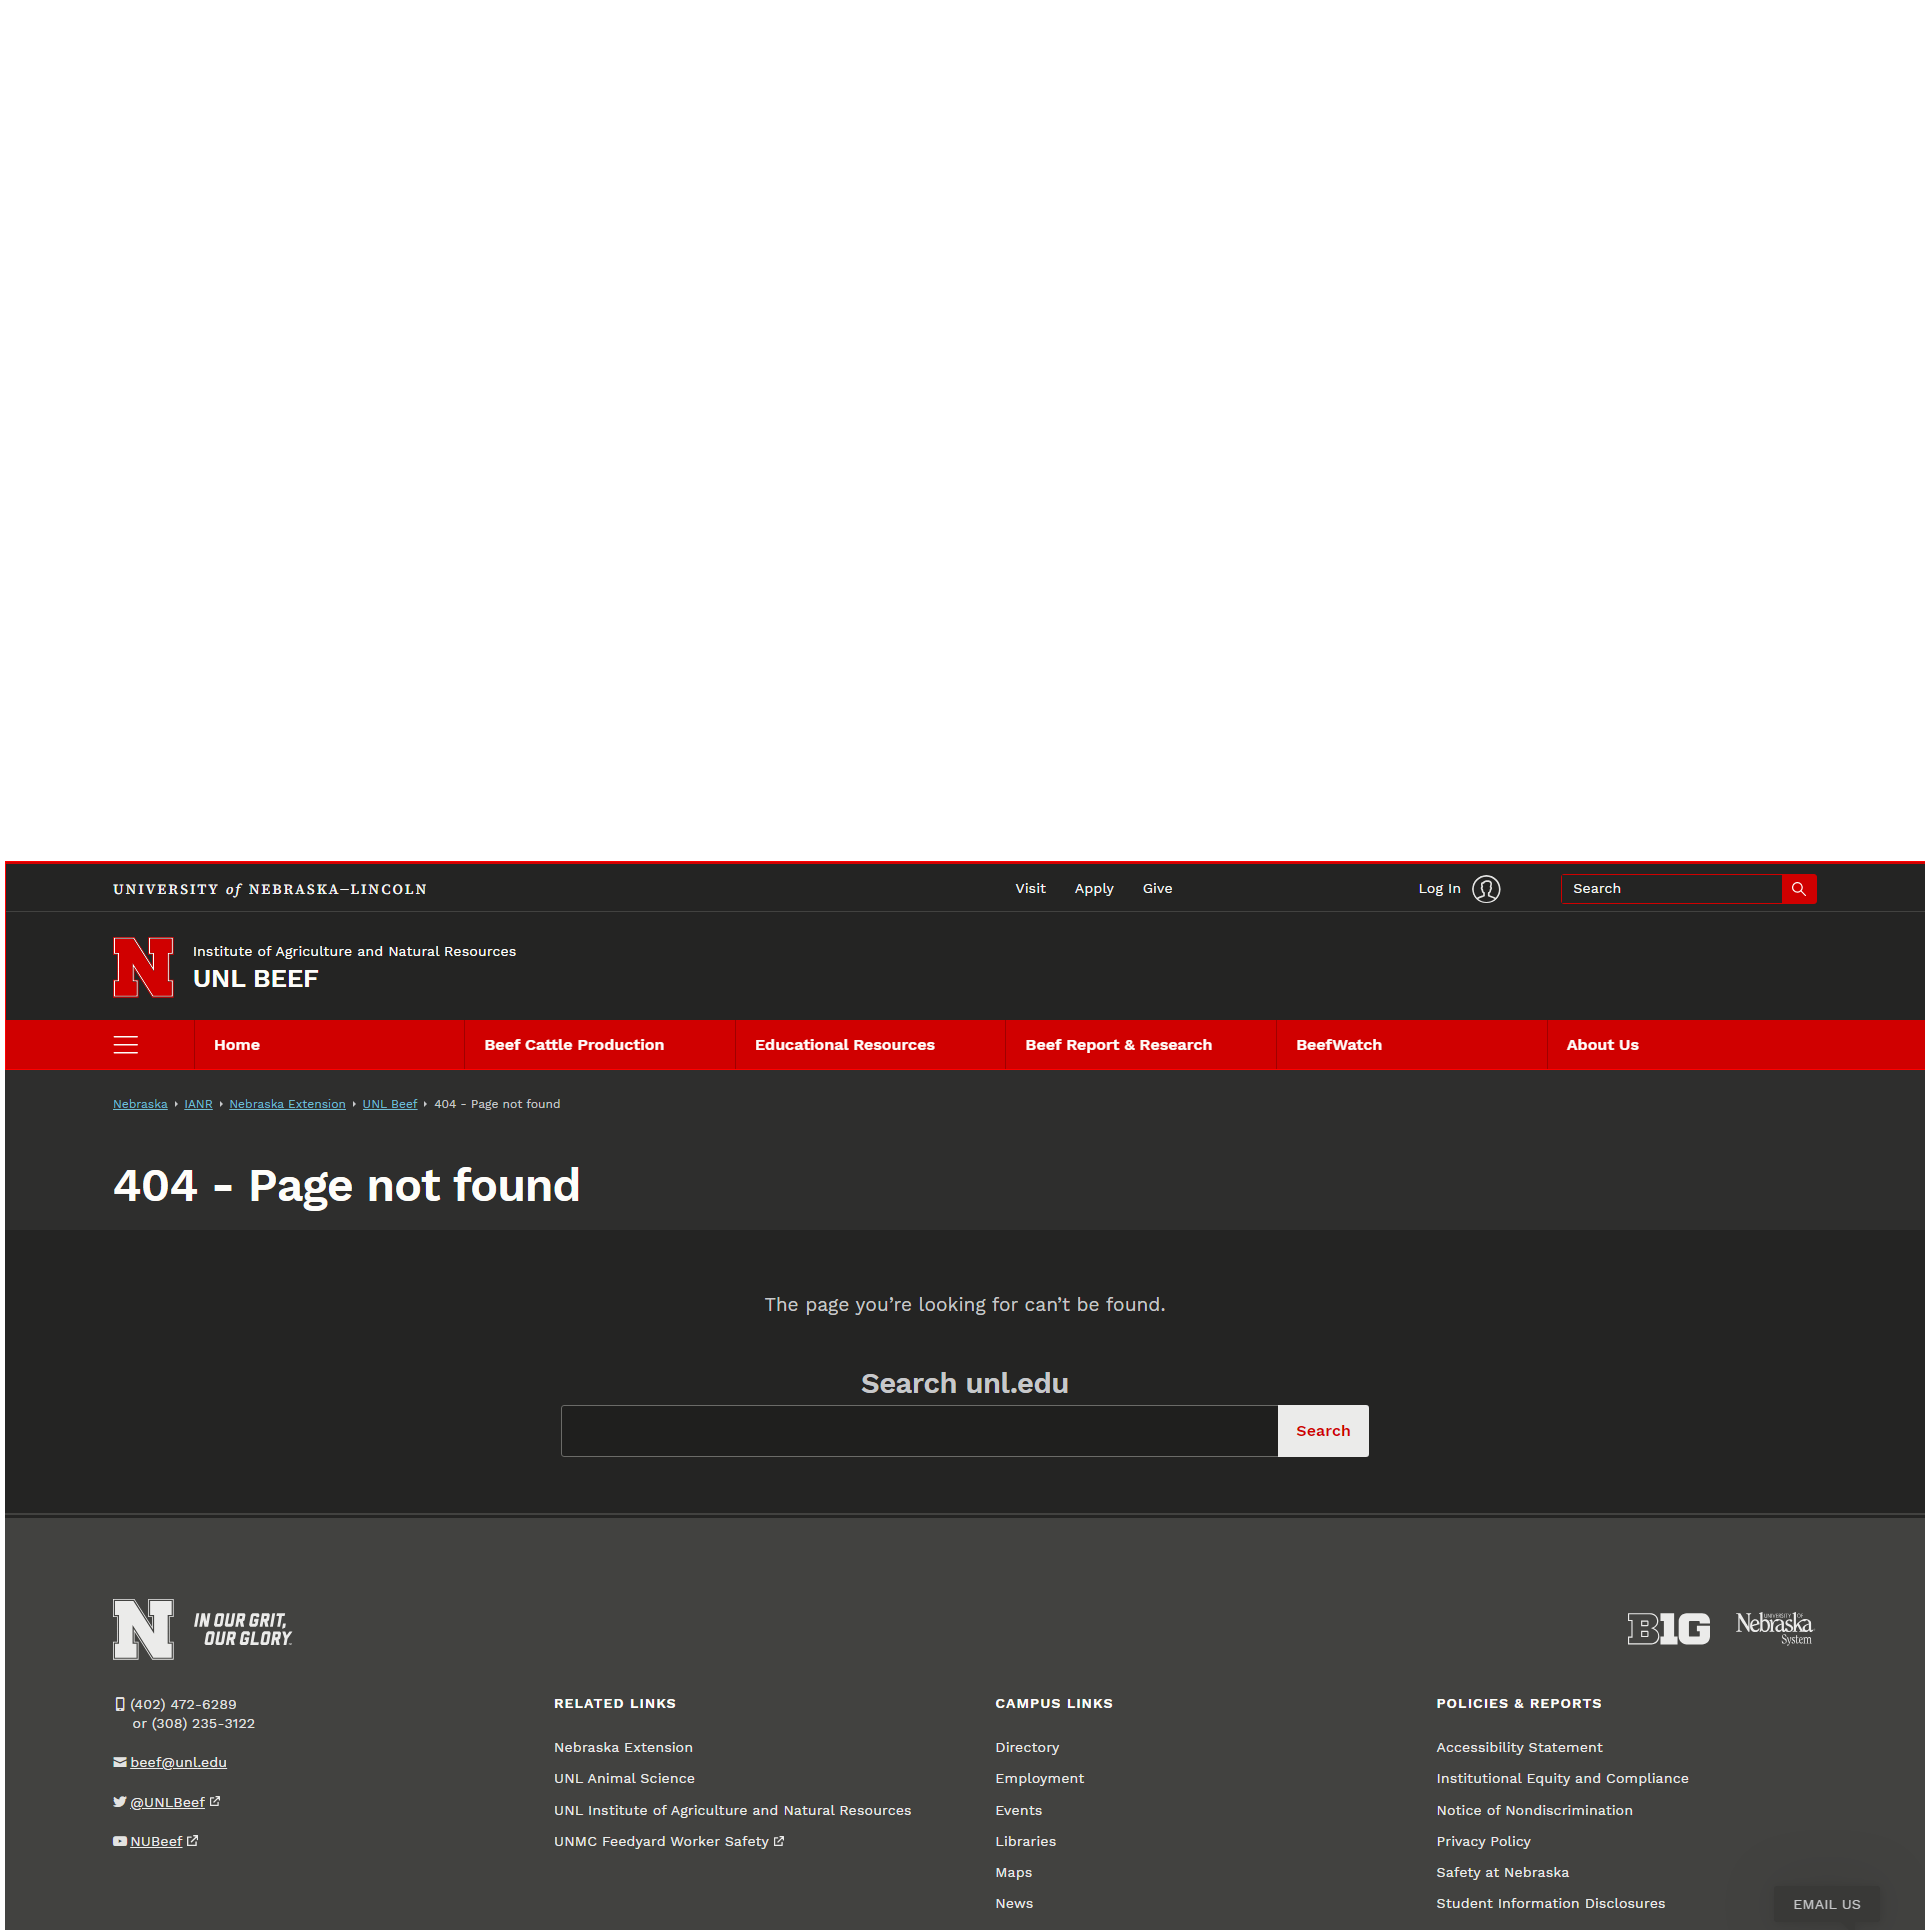 UNIVERSITY of NEBRASKA–LINCOLN
Visit Apply Give
Log In
Search
Institute of Agriculture and Natural Resources
UNL BEEF
Home
Beef Cattle Production
Educational Resources
Beef Report & Research
BeefWatch
About Us
Nebraska IANR Nebraska Extension UNL Beef 404 - Page not found
404 - Page not found
The page you’re looking for can’t be found.
Search unl.edu
Search
N IN OUR GRIT,
OUR GLORY.
B1G
UNIVERSITY OF
Nebraska
System
(402) 472-6289
or (308) 235-3122
beef@unl.edu
@UNLBeef
NUBeef
RELATED LINKS
Nebraska Extension
UNL Animal Science
UNL Institute of Agriculture and Natural Resources
UNMC Feedyard Worker Safety
CAMPUS LINKS
Directory
Employment
Events
Libraries
Maps
News
POLICIES & REPORTS
Accessibility Statement
Institutional Equity and Compliance
Notice of Nondiscrimination
Privacy Policy
Safety at Nebraska
Student Information Disclosures
EMAIL US